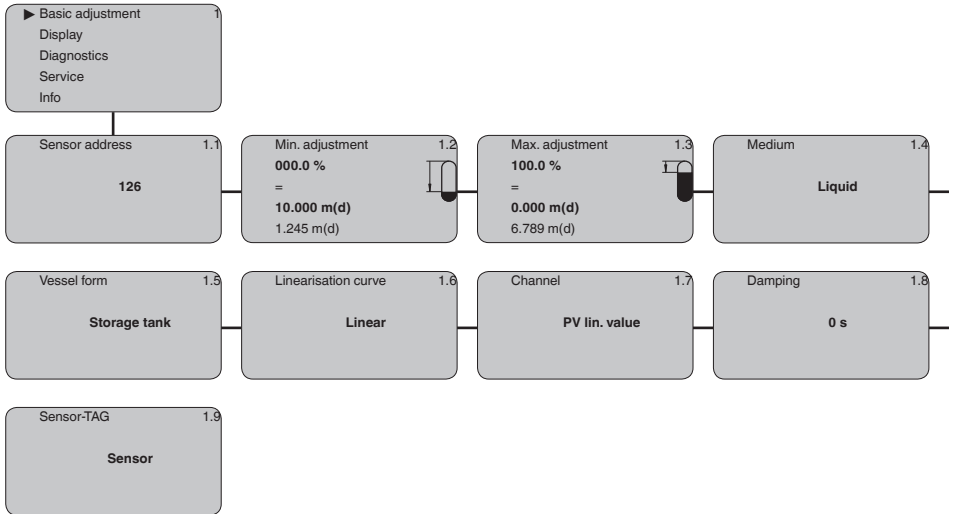 ▶ Basic adjustment 1
Display
Diagnostics
Service
Info
Sensor address 1.1
126
Min. adjustment 1.2
000.0 %
=
10.000 m(d)
1.245 m(d)
Max. adjustment 1.3
100.0 %
=
0.000 m(d)
6.789 m(d)
Medium 1.4
Liquid
Vessel form 1.5
Storage tank
Linearisation curve 1.6
Linear
Channel 1.7
PV lin. value
Damping 1.8
0 s
Sensor-TAG 1.9
Sensor